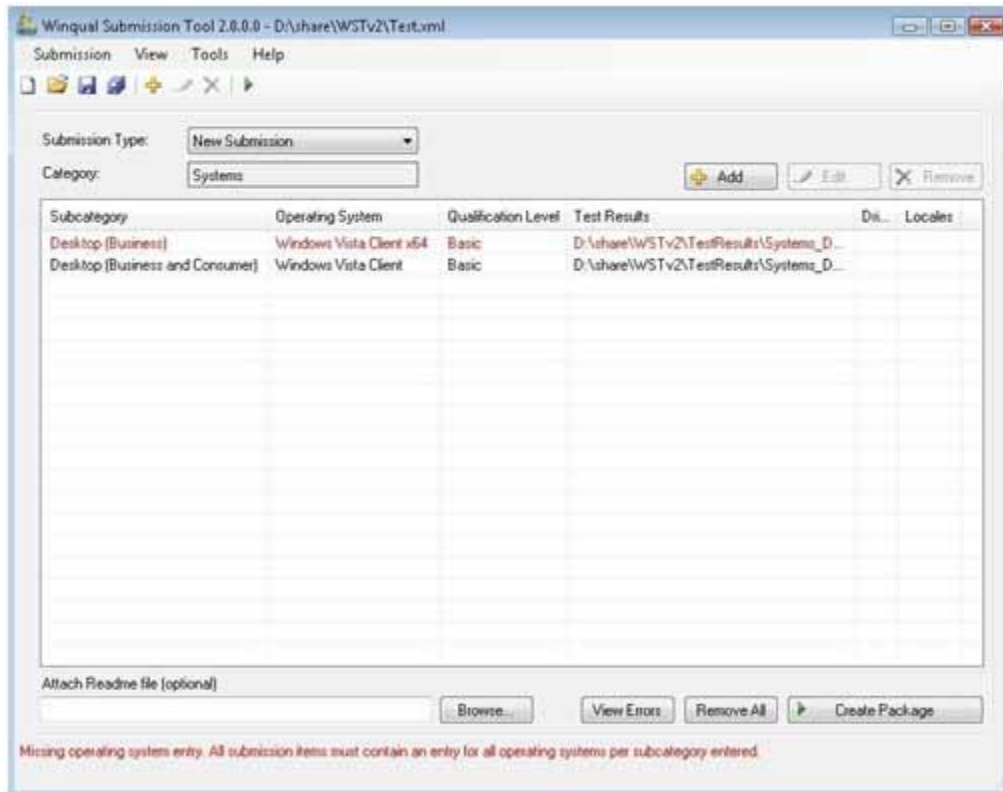 Winqual Submission Tool 2.0.0.0 - D:\share\WSTv2\Test.xml
Submission View Tools Help
Submission Type: New Submission
Category: Systems
Add Edit Remove
Subcategory Operating System Qualification Level Test Results Dri... Locales
Desktop (Business) Windows Vista Client x64 Basic D:\share\WSTv2\TestResults\Systems_D...
Desktop (Business and Consumer) Windows Vista Client Basic D:\share\WSTv2\TestResults\Systems_D...
Attach Readme file (optional)
Browse... View Errors Remove All Create Package
Missing operating system entry. All submission items must contain an entry for all operating systems per subcategory entered.